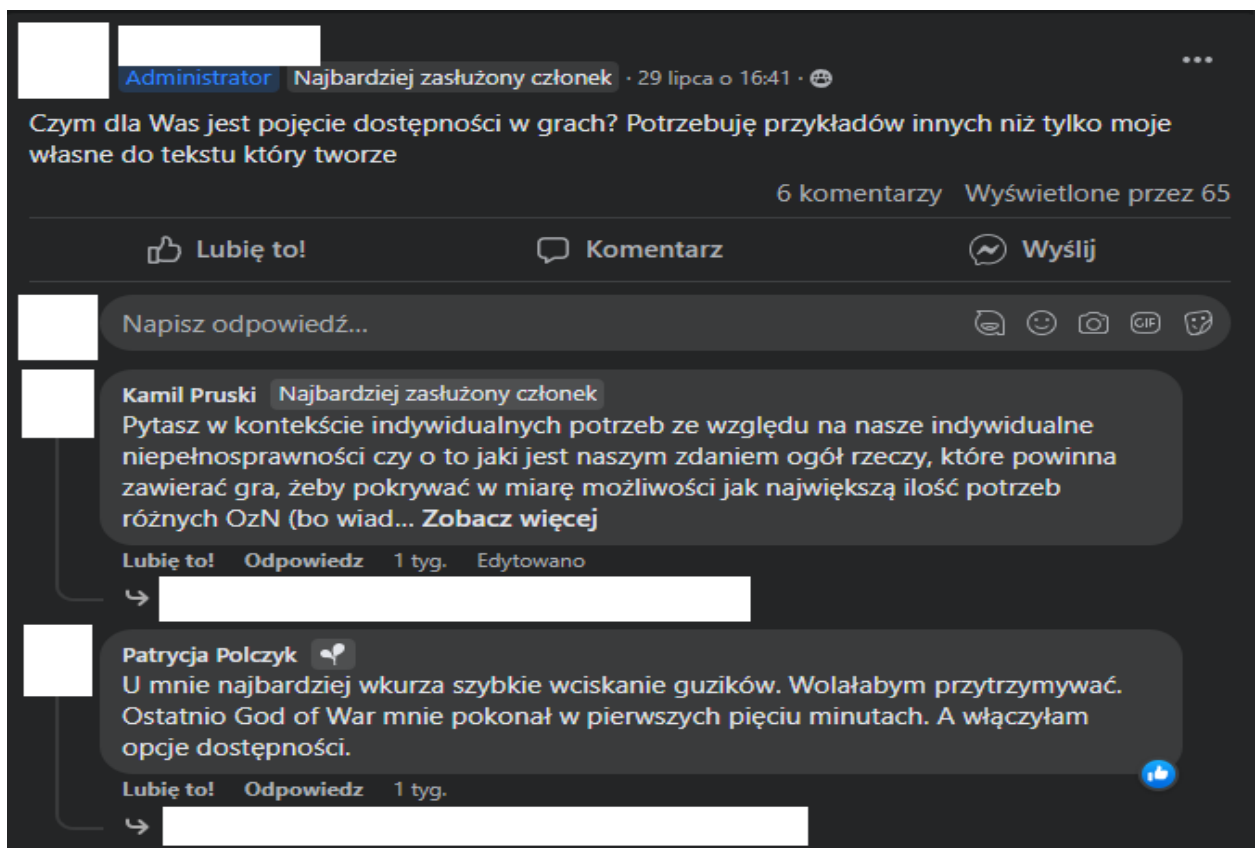 Administrator Najbardziej zasłużony członek · 29 lipca o 16:41 ·
Czym dla Was jest pojęcie dostępności w grach? Potrzebuję przykładów innych niż tylko moje
własne do tekstu który tworze
6 komentarzy Wyświetlone przez 65
Lubię to! Komentarz Wyślij
Napisz odpowiedź... GIF
Kamil Pruski Najbardziej zasłużony członek
Pytasz w kontekście indywidualnych potrzeb ze względu na nasze indywidualne
niepełnosprawności czy o to jaki jest naszym zdaniem ogół rzeczy, które powinna
zawierać gra, żeby pokrywać w miarę możliwości jak największą ilość potrzeb
różnych OzN (bo wiad... Zobacz więcej
Lubię to! Odpowiedz 1 tyg. Edytowano
Patrycja Polczyk
U mnie najbardziej wkurza szybkie wciskanie guzików. Wolałabym przytrzymywać.
Ostatnio God of War mnie pokonał w pierwszych pięciu minutach. A włączyłam
opcje dostępności.
Lubię to! Odpowiedz 1 tyg.